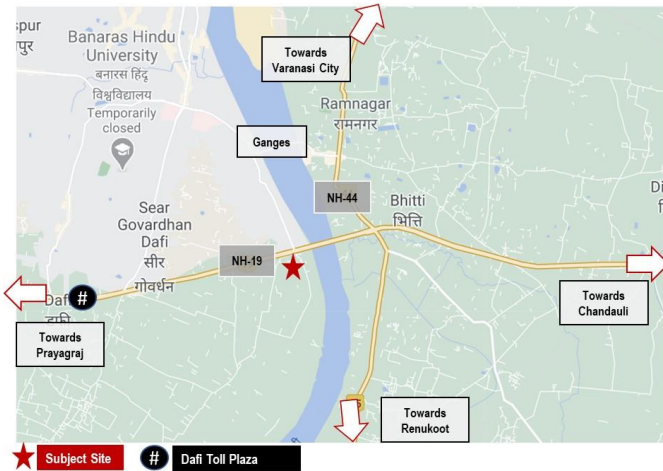 spur
पुर
Banaras Hindu
University
बनारस हिंदू
विश्वविद्यालय
Temporarily
closed
Towards
Varanasi City
Ramnagar
रामनगर
Ganges
NH-44
Bhitti
भित्ति
Sear
Govardhan
Dafi
सीर
गोवर्धन
NH-19
Dafi
डाफी
#
Towards
Prayagraj
Towards
Chandauli
Towards
Renukoot
Subject Site
# Dafi Toll Plaza